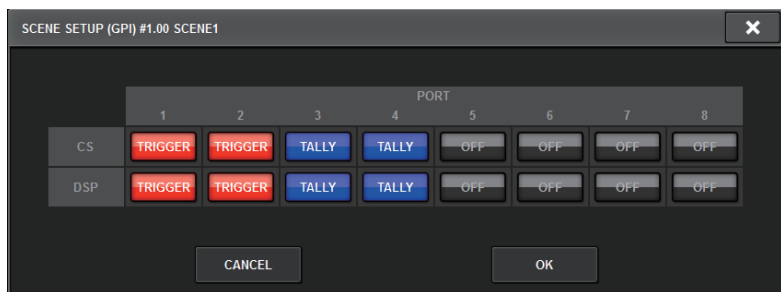 SCENE SETUP (GPI) #1.00 SCENE1
PORT
1 2 3 4 5 6 7 8
CS TRIGGER TRIGGER TALLY TALLY OFF OFF OFF OFF
DSP TRIGGER TRIGGER TALLY TALLY OFF OFF OFF OFF
CANCEL OK